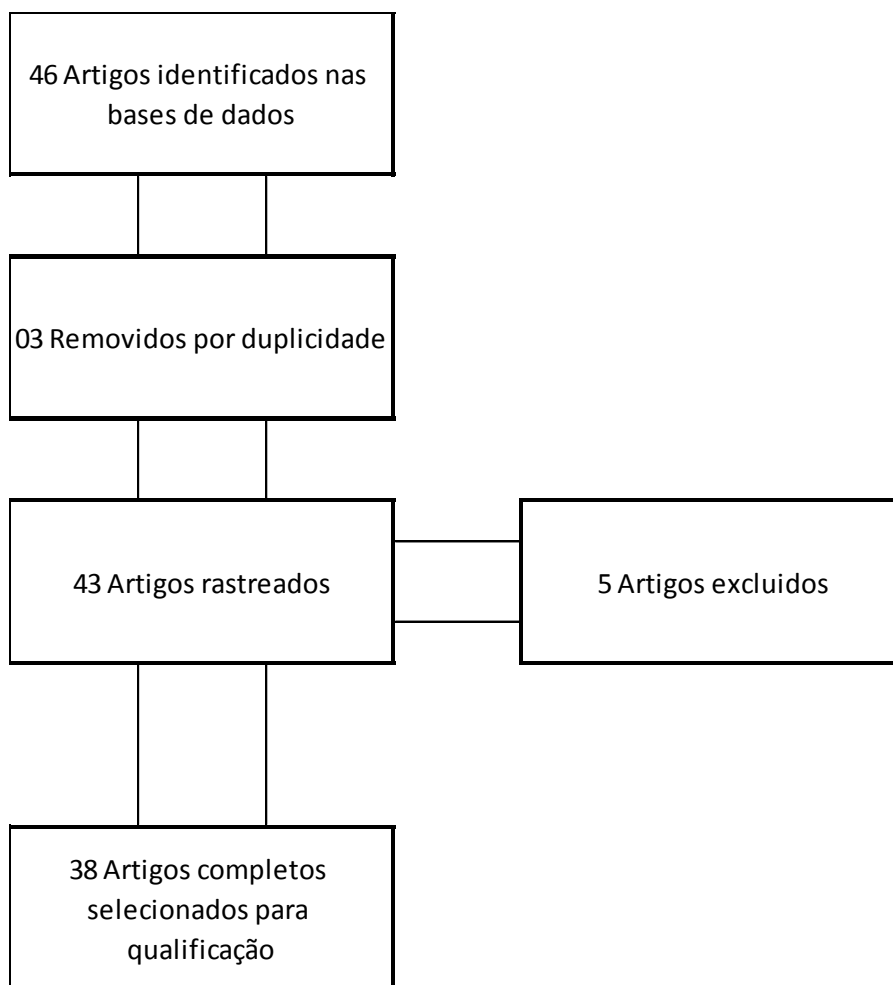 46 Artigos identificados nas
bases de dados
03 Removidos por duplicidade
43 Artigos rastreados
5 Artigos excluidos
38 Artigos completos
selecionados para
qualificação